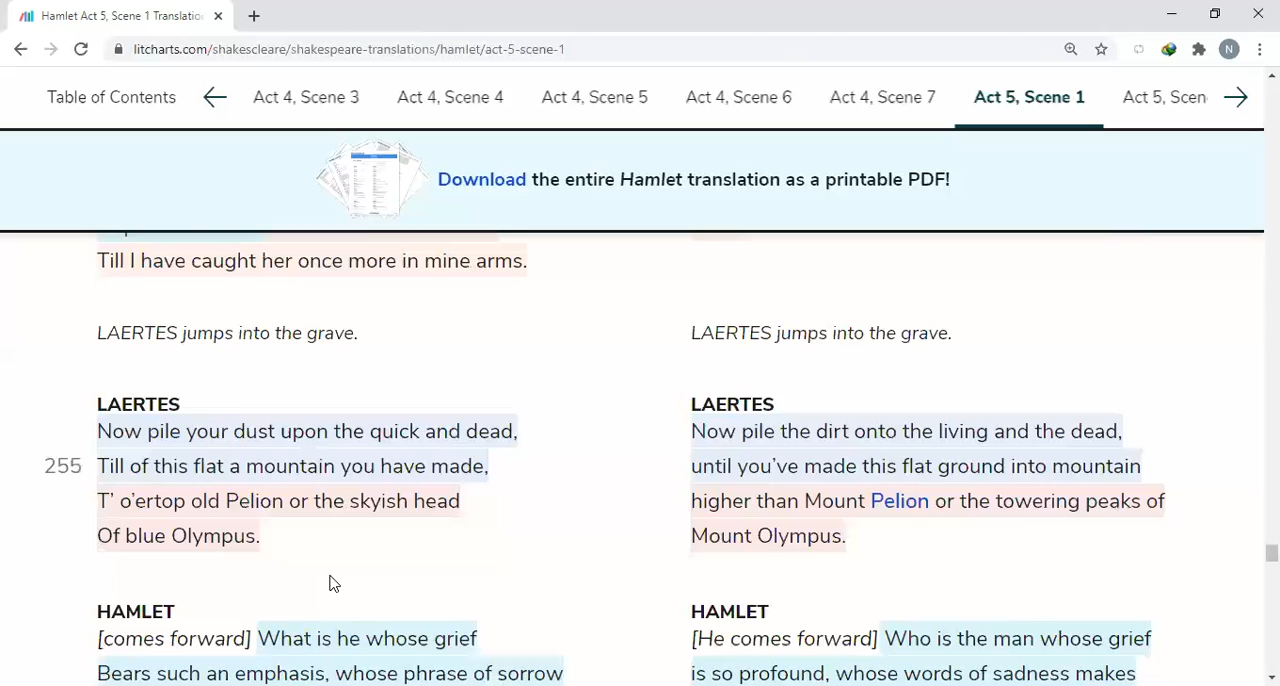 Hamlet Act 5, Scene 1 Translatio
litcharts.com/shakescleare/shakespeare-translations/hamlet/act-5-scene-1
N
Table of Contents
Act 4, Scene 3
Act 4, Scene 4
Act 4, Scene 5
Act 4, Scene 6
Act 4, Scene 7
Act 5, Scene 1
Act 5, Scen
Download the entire Hamlet translation as a printable PDF!
Till I have caught her once more in mine arms.
LAERTES jumps into the grave.
LAERTES
Now pile your dust upon the quick and dead,
255
Till of this flat a mountain you have made,
T' o'ertop old Pelion or the skyish head
Of blue Olympus.
HAMLET
[comes forward] What is he whose grief
Bears such an emphasis, whose phrase of sorrow
LAERTES jumps into the grave.
LAERTES
Now pile the dirt onto the living and the dead,
until you've made this flat ground into mountain
higher than Mount Pelion or the towering peaks of
Mount Olympus.
HAMLET
[He comes forward] Who is the man whose grief
is so profound, whose words of sadness makes